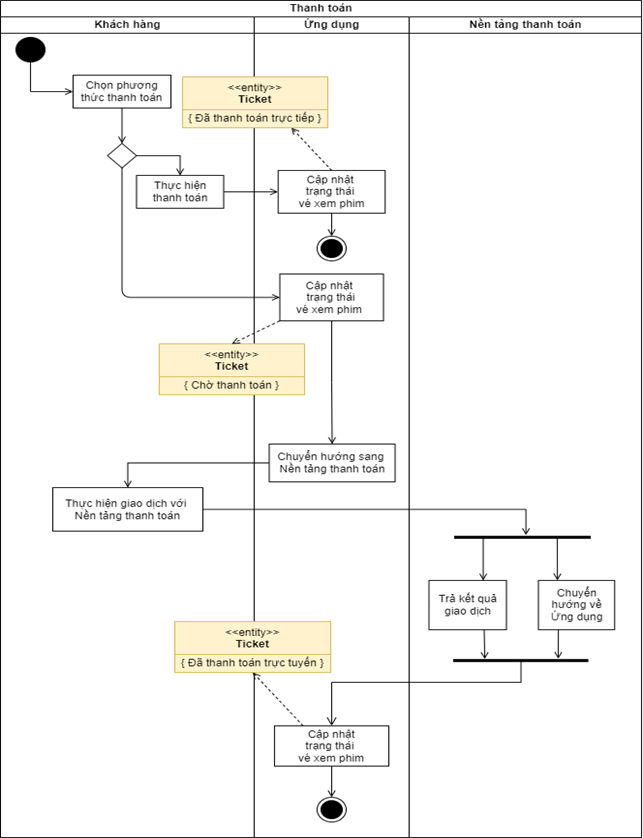 Thanh toán
Khách hàng
Ứng dụng
Nền tảng thanh toán
Chọn phương
thức thanh toán
<<entity>>
Ticket
{ Đã thanh toán trực tiếp }
Thực hiện
thanh toán
Cập nhật
trạng thái
vé xem phim
Cập nhật
trạng thái
vé xem phim
<<entity>>
Ticket
{ Chờ thanh toán }
Chuyển hướng sang
Nền tảng thanh toán
Thực hiện giao dịch với
Nền tảng thanh toán
Trả kết quả
giao dịch
Chuyển
hướng về
Ứng dụng
<<entity>>
Ticket
{ Đã thanh toán trực tuyến }
Cập nhật
trạng thái
vé xem phim